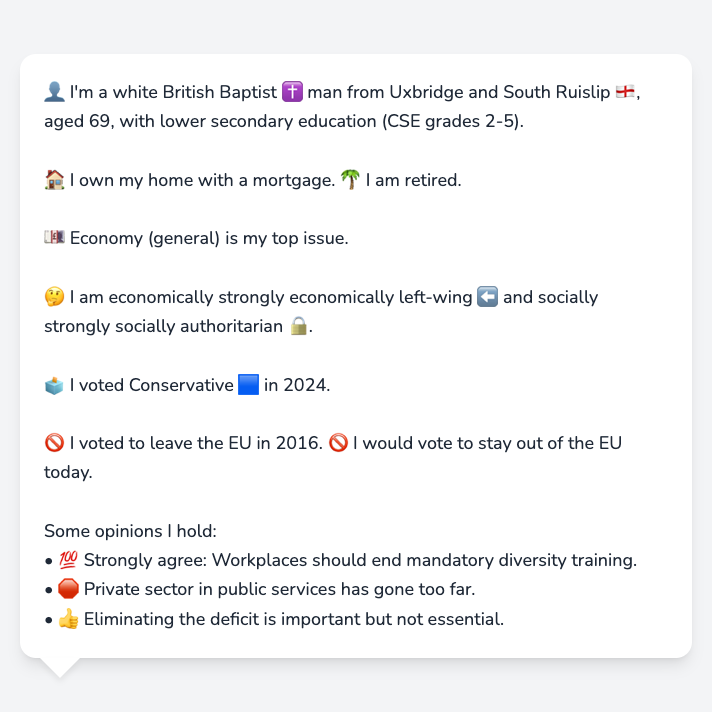 👤 I'm a white British Baptist ✝️ man from Uxbridge and South Ruislip 🏴󠁧󠁢󠁥󠁮󠁧󠁿,
aged 69, with lower secondary education (CSE grades 2-5).
🏠 I own my home with a mortgage. 🌴 I am retired.
💷 Economy (general) is my top issue.
🤔 I am economically strongly economically left-wing ⬅️ and socially
strongly socially authoritarian 🔒.
🗳️ I voted Conservative 🟦 in 2024.
🚫 I voted to leave the EU in 2016. 🚫 I would vote to stay out of the EU
today.
Some opinions I hold:
• 💯 Strongly agree: Workplaces should end mandatory diversity training.
• 🛑 Private sector in public services has gone too far.
• 👍 Eliminating the deficit is important but not essential.